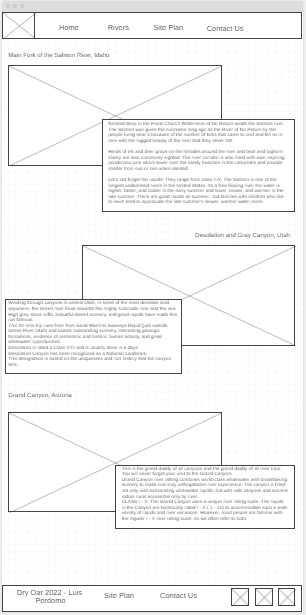 Home
Rivers
Site Plan
Contact Us
Main Fork of the Salmon River, Idaho
Nestled deep in the Frank Church Wilderness of No Return winds the Salmon river.
The Salmon was given the nickname long ago as the River of No Return by the
people living near it because of the number of folks that came to visit and fell so in
love with the rugged beauty of the river that they never left.
Herds of elk and deer graze on the hillsides around the river and bear and bighorn
sheep are also commonly sighted. The river corridor is also lined with awe inspiring
ponderosa pine which tower over the sandy beaches in the campsites and provide
shelter from sun or rain when needed.
Let's not forget the rapids! They range from class I-IV. The Salmon is one of the
longest undammed rivers in the United States. As a free flowing river the water is
higher, faster, and colder in the early summer and lower, slower, and warmer in the
late summer. There are good rapids all summer, but
to
to appreciate the late summer's slower, warmer water more.
Desolation and Gray Canyon, Utah
Winding through canyons in central Utah, in some of the most desolate land
anywhere, the Green river flows towards the mighty Colorado river and the sea.
High grey stone cliffs, beautiful desert scenery, and great rapids have made this
run famous.
This 85-mile trip runs from Sand Wash to Swaseys Rapid (just outside
Green River Utah) and boasts outstanding scenery, interesting geologic
formations, evidence of prehistoric and historic human activity, and great
whitewater opportunities.
Desolation is rated a Class II/III and is usually done in 6 days
Desolation Canyon has been recognized as a National Landmark.
This designation is based on the uniqueness and rich history that the canyon
tells.
Grand Canyon, Arizona
This is the grand daddy of all canyons and the grand daddy of all river trips.
You will never forget your visit to the Grand Canyon.
Grand Canyon river rafting combines world-class whitewater with breathtaking
scenery to make one truly unforgettable river experience. The canyon is filled
not only with exhilarating whitewater rapids, but with side canyons and ancient
Indian ruins accessible only by river.
CLASS I - X: The Grand Canyon uses a unique river rating scale. The rapids
in the Canyon are technically rated I - X ( 1 - 10) to accommodate such a wide
variety of rapids and river variances. However, most people are familiar with
the regular I - V river rating scale, so we often refer to both.
Dry Oar 2022 - Luis
Perdomo
Site Plan
Contact Us